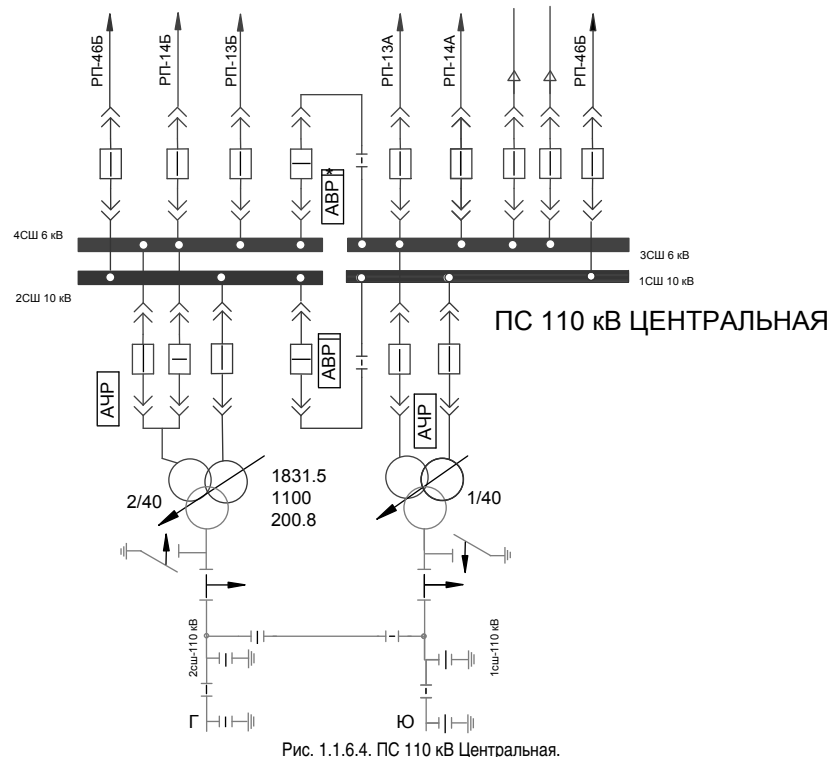 РП-46Б
РП-14Б
РП-13Б
РП-13А
РП-14А
РП-46Б
АВР*
4СШ 6 кВ
3СШ 6 кВ
2СШ 10 кВ
1СШ 10 кВ
ПС 110 кВ ЦЕНТРАЛЬНАЯ
АВР
АЧР
АЧР
2/40
1831.5
1100
200.8
1/40
2сш-110 кВ
1сш-110 кВ
Г
Ю
Рис. 1.1.6.4. ПС 110 кВ Центральная.